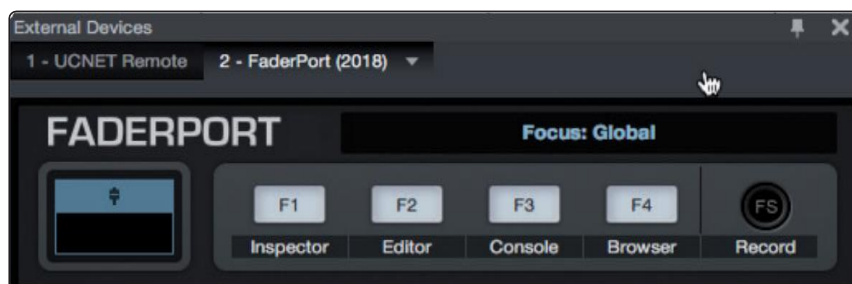 External Devices
1 - UCNET Remote 2 - FaderPort (2018)
FADERPORT Focus: Global
F1 F2 F3 F4 FS
Inspector Editor Console Browser Record